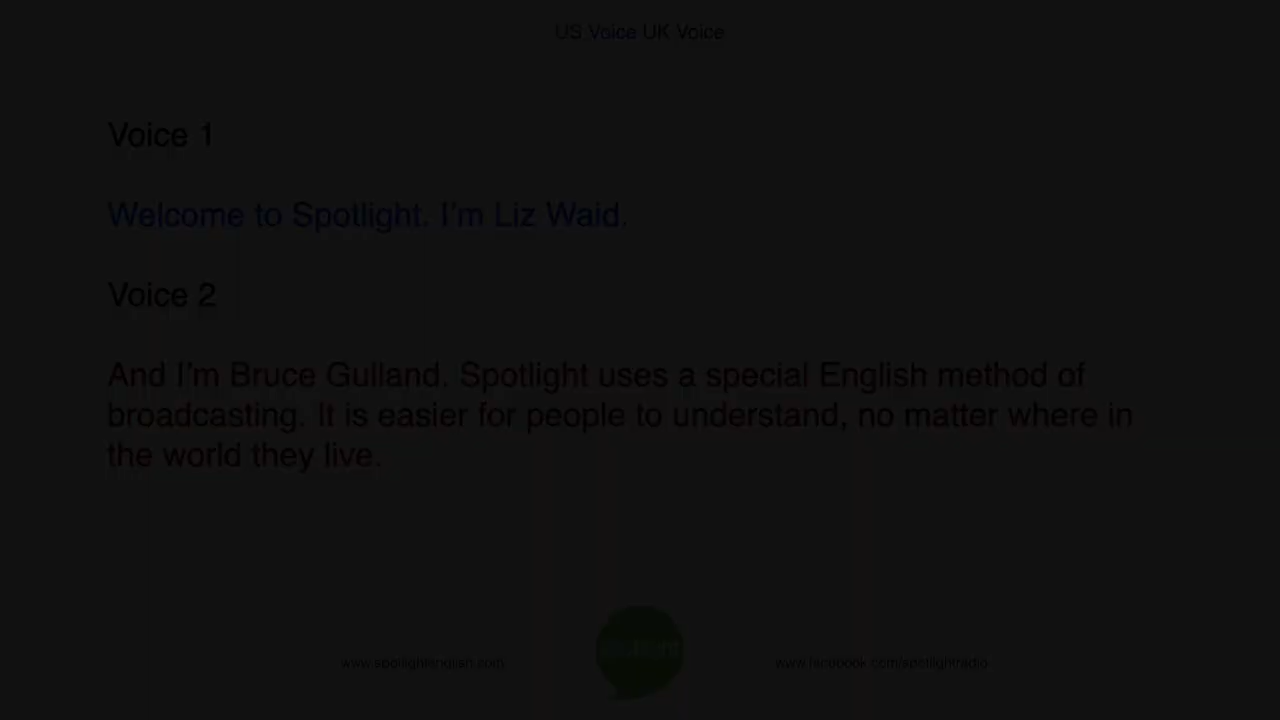 US Voice UK Voice
Voice 1
Welcome to Spotlight. I'm Liz Waid.
Voice 2
And I'm Bruce Gulland. Spotlight uses a special English method of
broadcasting. It is easier for people to understand, no matter where in
the world they live.
www.spotlightenglish.com
www.facebook.com/spotlightradio